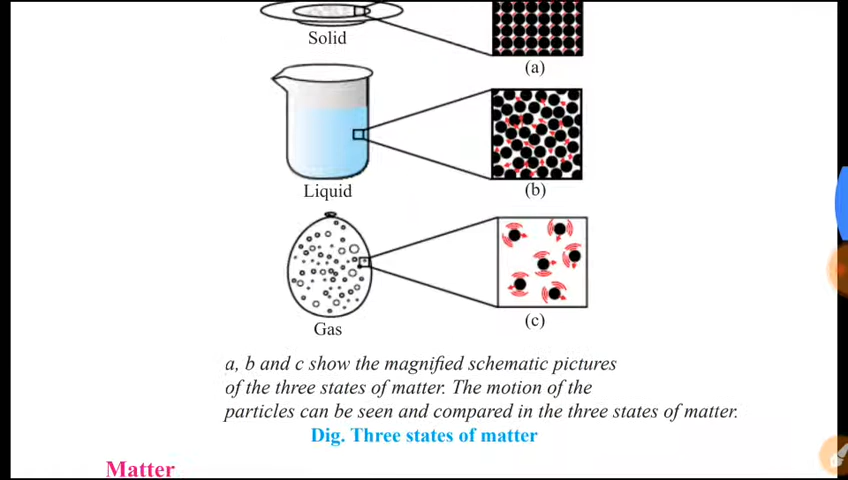 Solid
(a)
Liquid
(b)
Gas
(c)
a, b and c show the magnified schematic pictures
of the three states of matter. The motion of the
particles can be seen and compared in the three states of matter.
Dig. Three states of matter
Matter